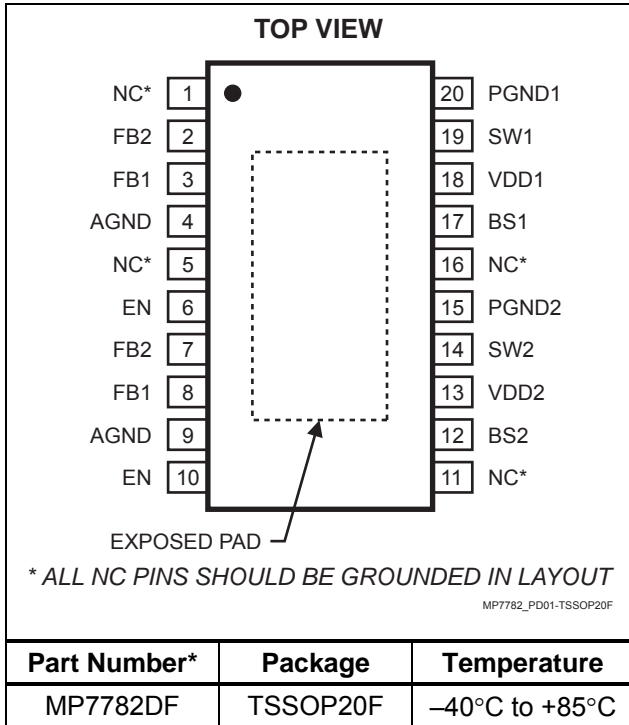 TOP VIEW
NC* 1 20 PGND1
FB2 2 19 SW1
FB1 3 18 VDD1
AGND 4 17 BS1
NC* 5 16 NC*
EN 6 15 PGND2
FB2 7 14 SW2
FB1 8 13 VDD2
AGND 9 12 BS2
EN 10 11 NC*
EXPOSED PAD
* ALL NC PINS SHOULD BE GROUNDED IN LAYOUT
MP7782_PD01-TSSOP20F
Part Number* Package Temperature
MP7782DF TSSOP20F –40°C to +85°C